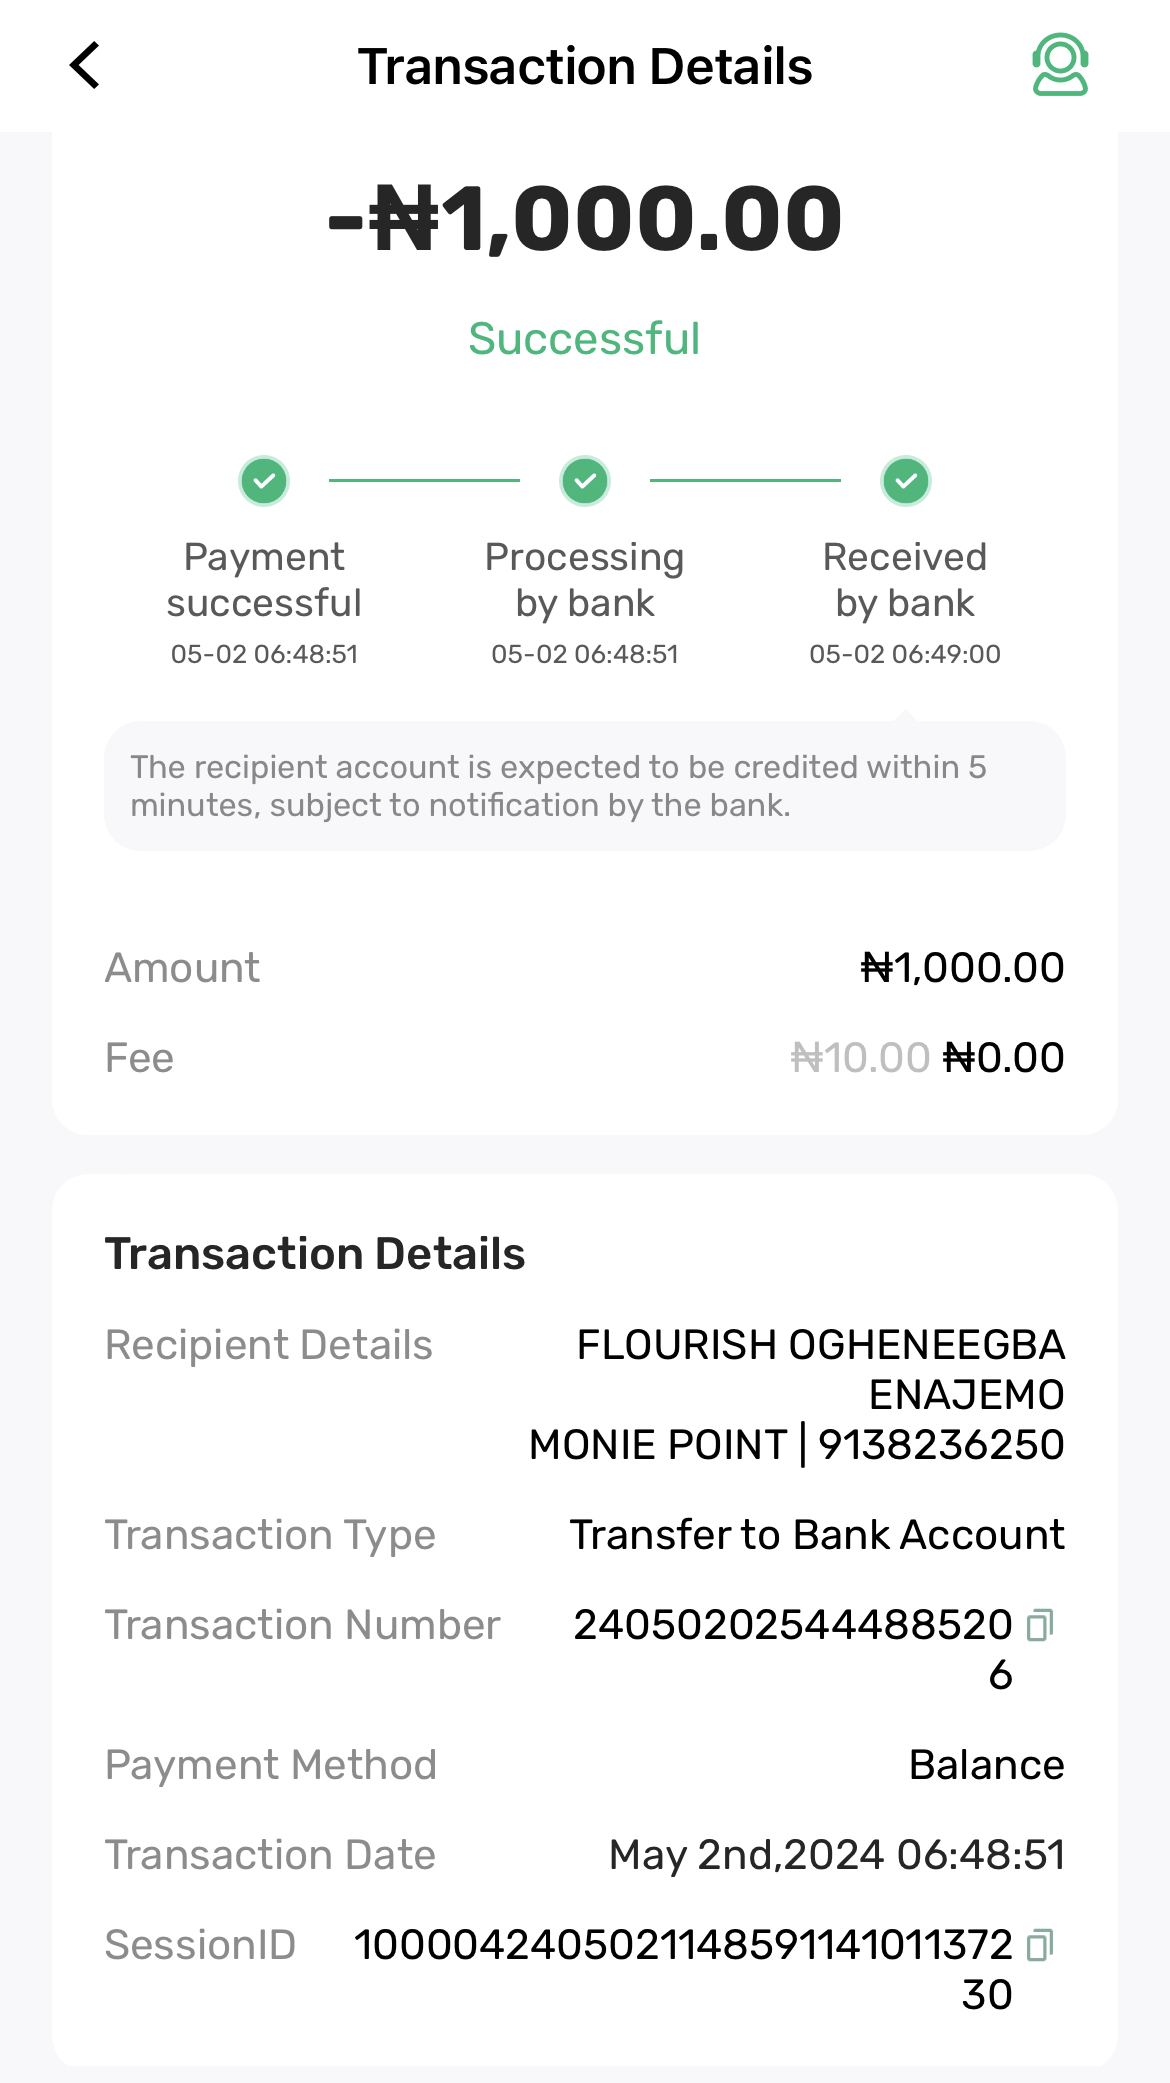 Transaction Details
-₦1,000.00
Successful
Payment
successful
05-02 06:48:51
Processing
by bank
05-02 06:48:51
Received
by bank
05-02 06:49:00
The recipient account is expected to be credited within 5
minutes, subject to notification by the bank.
Amount ₦1,000.00
Fee ₦10.00 ₦0.00
Transaction Details
Recipient Details FLOURISH OGHENEEGBA
ENAJEMO
MONIE POINT | 9138236250
Transaction Type Transfer to Bank Account
Transaction Number 24050202544488520
6
Payment Method Balance
Transaction Date May 2nd,2024 06:48:51
SessionID 1000042405021148591141011372
30